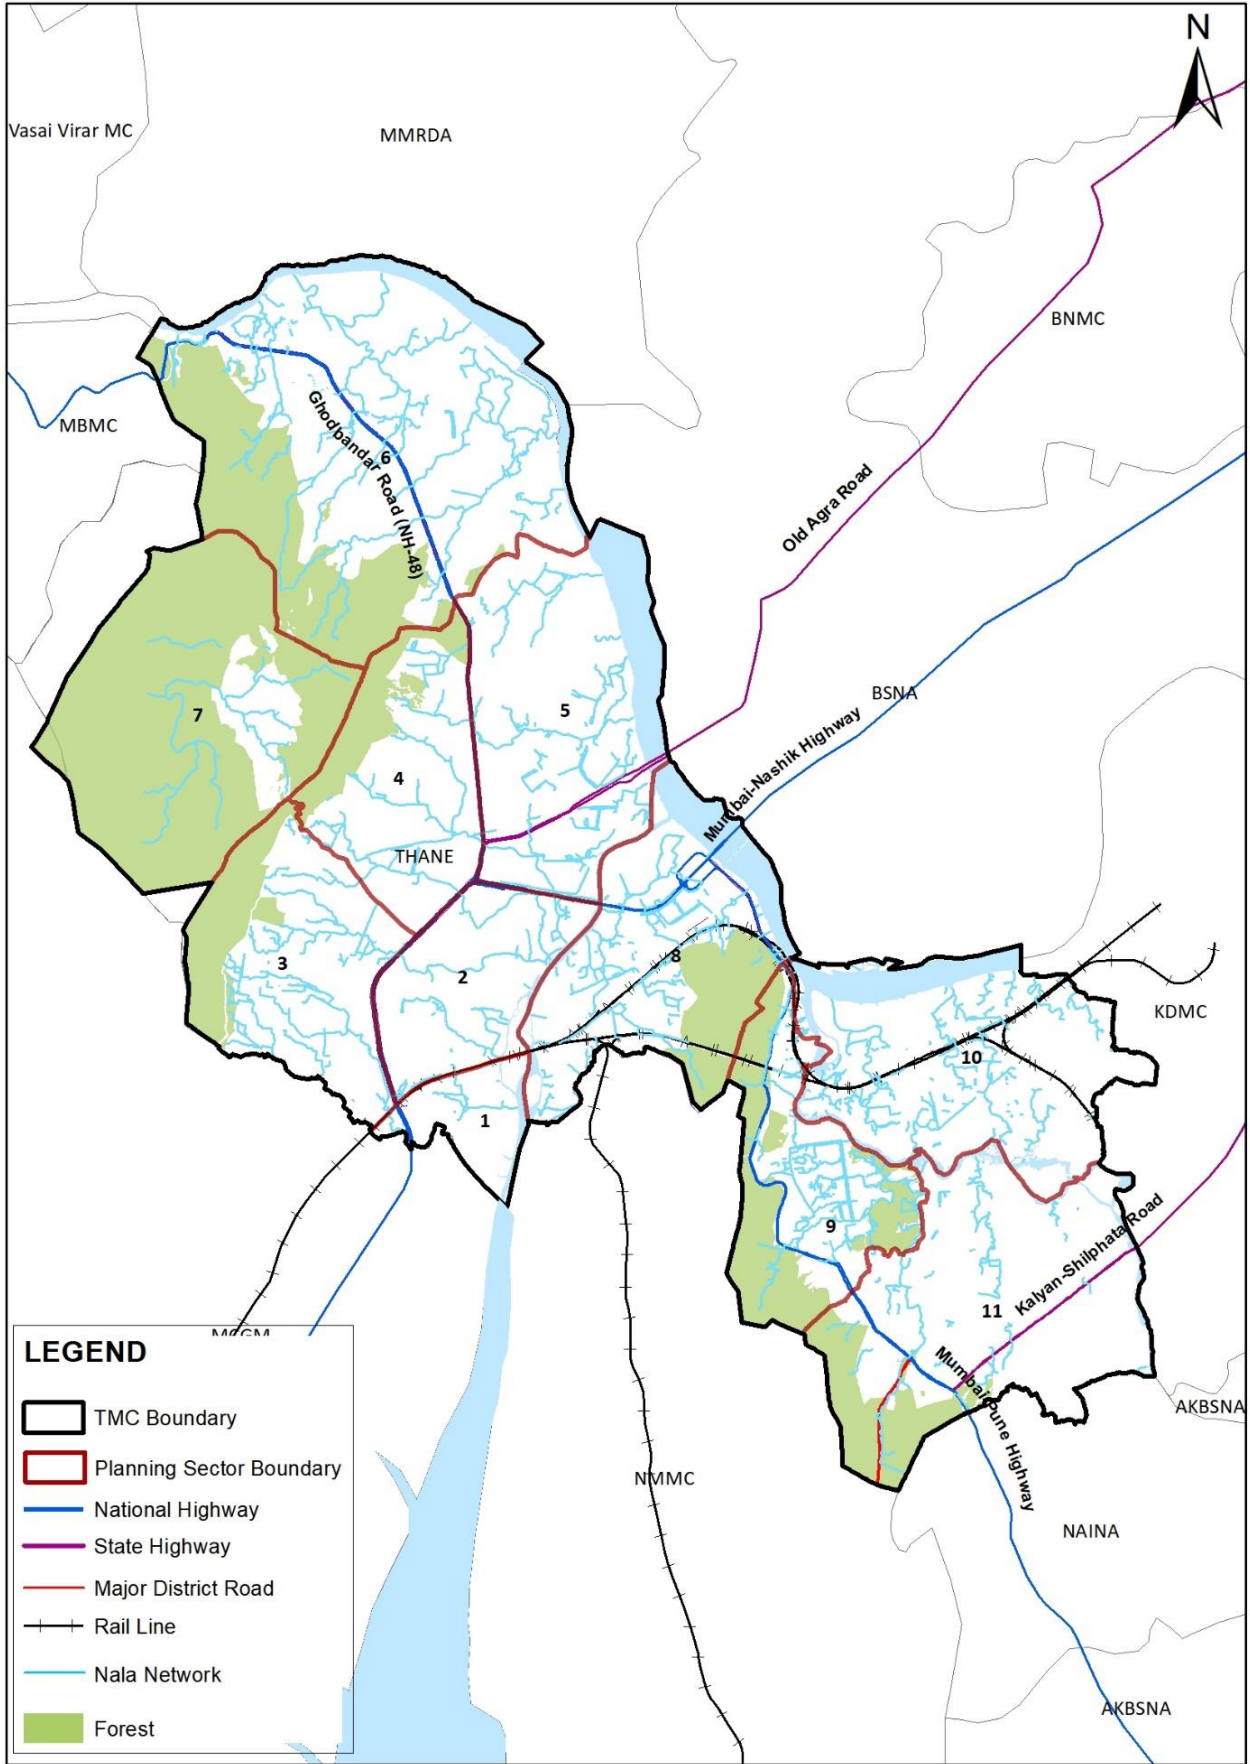 N
Vasai Virar MC
MMRDA
BNMC
MBMC
Ghodbandar Road (NH-48)
6
Old Agra Road
BSNA
7
5
4
Mumbai-Nashik Highway
THANE
3
2
8
KDMC
10
1
9
Kalyan-Shilphata Road
11
MCGM
Mumbai Pune Highway
AKBSNA
NMMC
NAINA
AKBSNA
LEGEND
TMC Boundary
Planning Sector Boundary
National Highway
State Highway
Major District Road
Rail Line
Nala Network
Forest